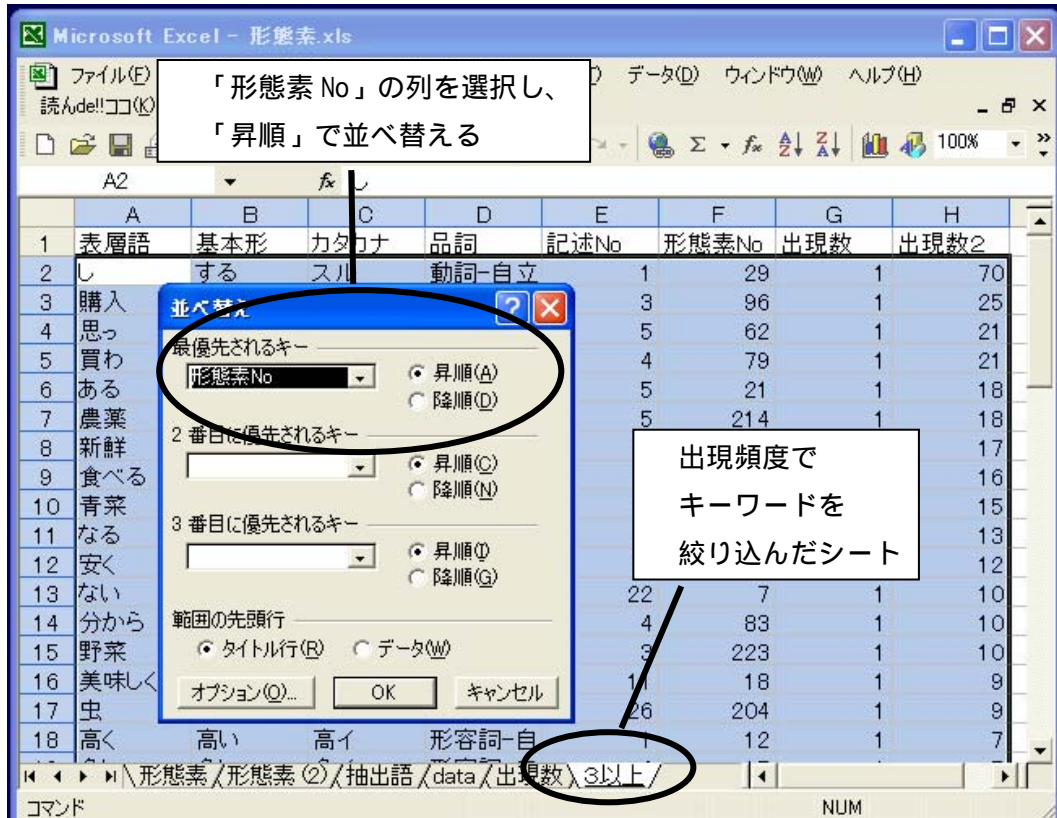 Microsoft Excel - 形態素.xls
ファイル(F) データ(D) ウィンドウ(W) ヘルプ(H)
読んde!!ココ(K)
「形態素 No」の列を選択し、
「昇順」で並べ替える
100%
A2 fx し
A B C D E F G H
1 表層語 基本形 カタカナ 品詞 記述No 形態素No 出現数 出現数2
2 し する スル 動詞-自立 1 29 1 70
3 購入 3 96 1 25
4 思っ 5 62 1 21
5 買わ 4 79 1 21
6 ある 5 21 1 18
7 農薬 5 214 1 18
8 新鮮 17
9 食べる 16
10 青菜 15
11 なる 13
12 安く 12
13 ない 22 7 1 10
14 分から 4 83 1 10
15 野菜 3 223 1 10
16 美味しく 11 18 1 9
17 虫 26 204 1 9
18 高く 高い 高イ 形容詞-自 1 12 1 7
並べ替え
最優先されるキー
形態素No
昇順(A)
降順(D)
2 番目に優先されるキー
昇順(C)
降順(N)
3 番目に優先されるキー
昇順(I)
降順(G)
範囲の先頭行
タイトル行(R) データ(W)
オプション(O)... OK キャンセル
出現頻度で
キーワードを
絞り込んだシート
形態素 / 形態素 (2) / 抽出語 / data / 出現数 \ 3以上 /
コマンド NUM